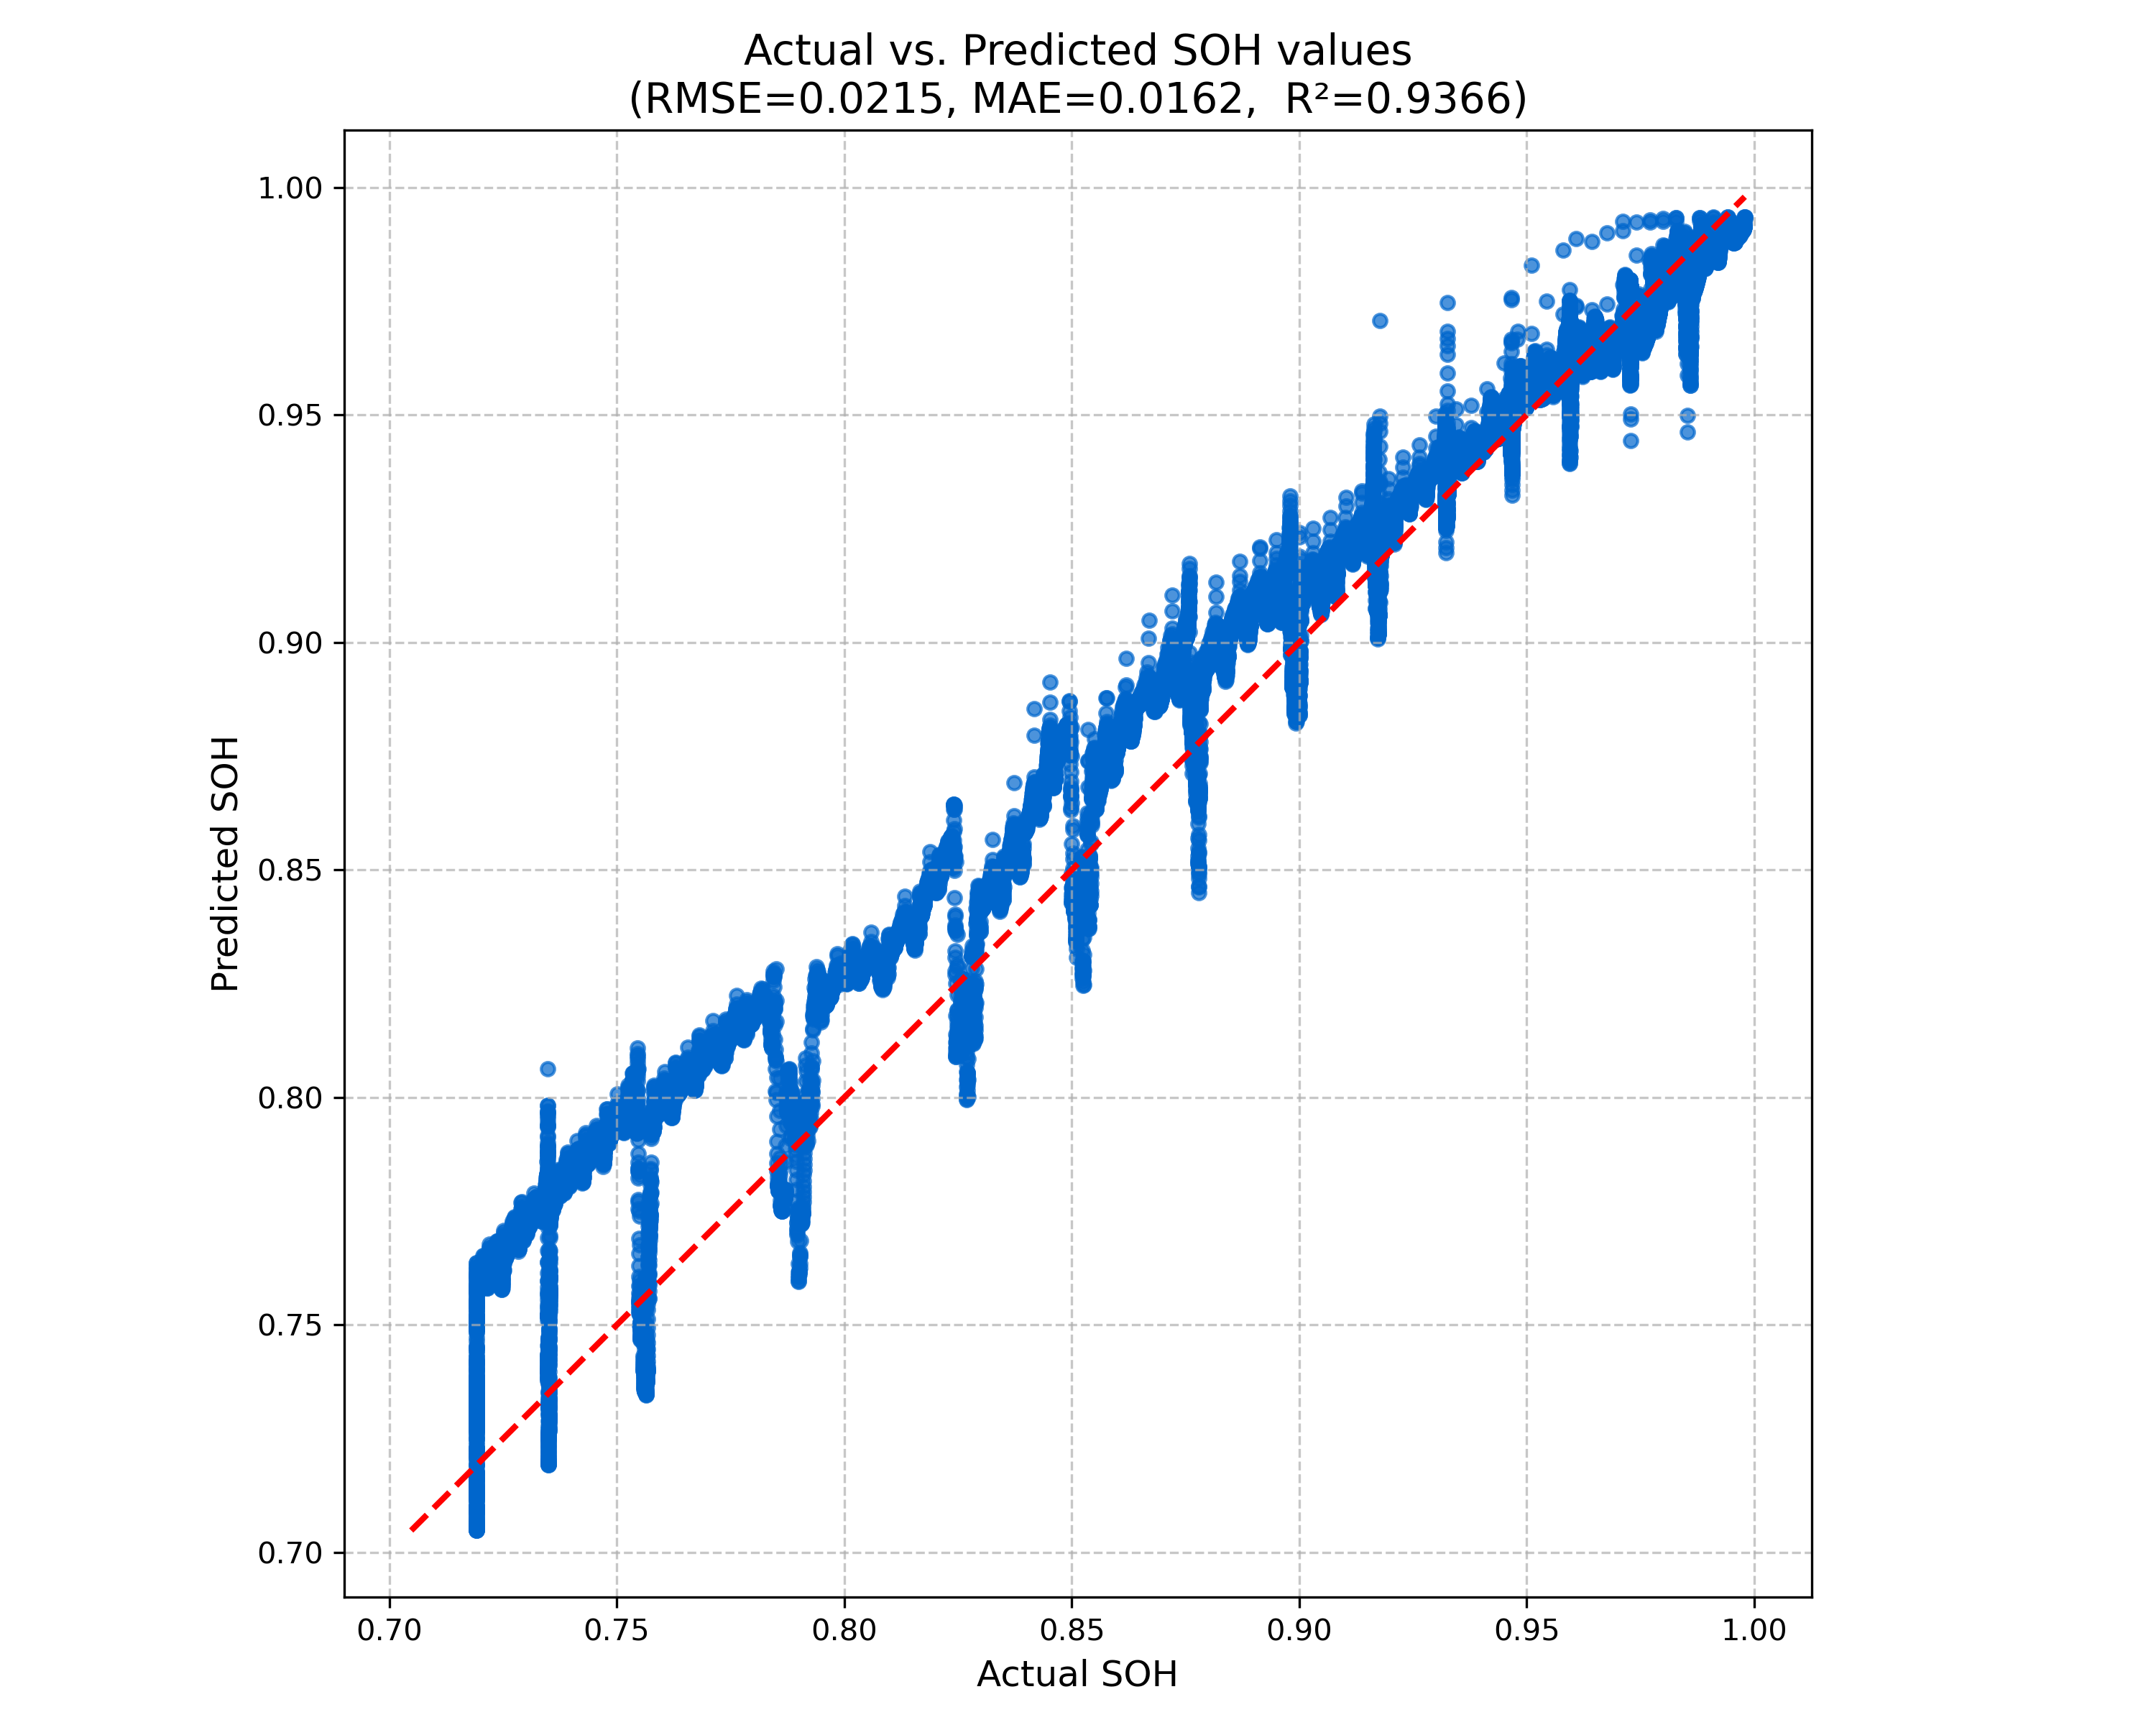 Actual vs. Predicted SOH values
(RMSE=0.0215, MAE=0.0162,  R²=0.9366)
1.00
0.95
0.90
0.85
0.80
0.75
0.70
Predicted SOH
0.70 0.75 0.80 0.85 0.90 0.95 1.00
Actual SOH